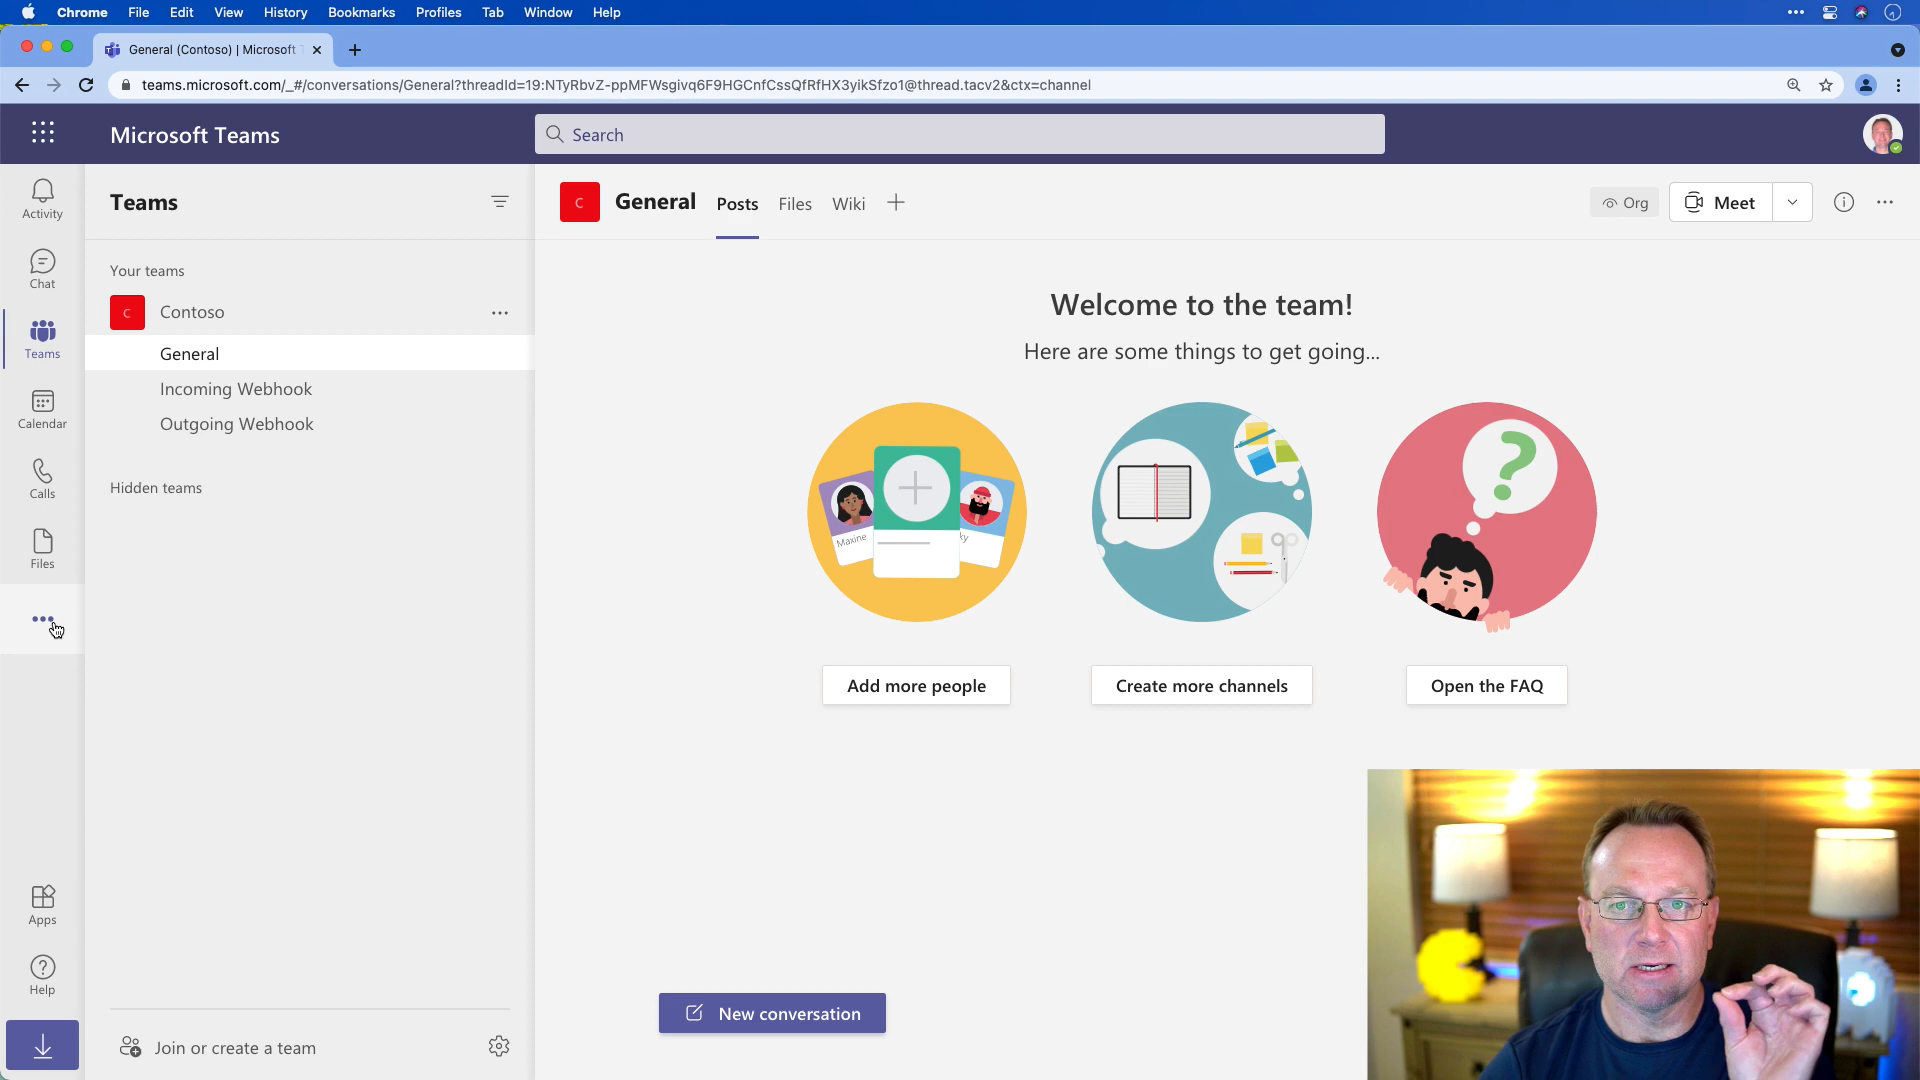 Chrome File Edit View History Bookmarks Profiles Tab Window Help
General (Contoso) | Microsoft
teams.microsoft.com/_#/conversations/General?threadId=19:NTyRbvZ-ppMFWsgivq6F9HGCnfCssQfRfHX3yikSfzo1@thread.tacv2&ctx=channel
Microsoft Teams
Search
Activity
Chat
Teams
Calendar
Calls
Files
Apps
Help
Teams
Your teams
C Contoso
General
Incoming Webhook
Outgoing Webhook
Hidden teams
Join or create a team
C General Posts Files Wiki
Org Meet
Welcome to the team!
Here are some things to get going...
Maxine
ky
Add more people
Create more channels
Open the FAQ
New conversation